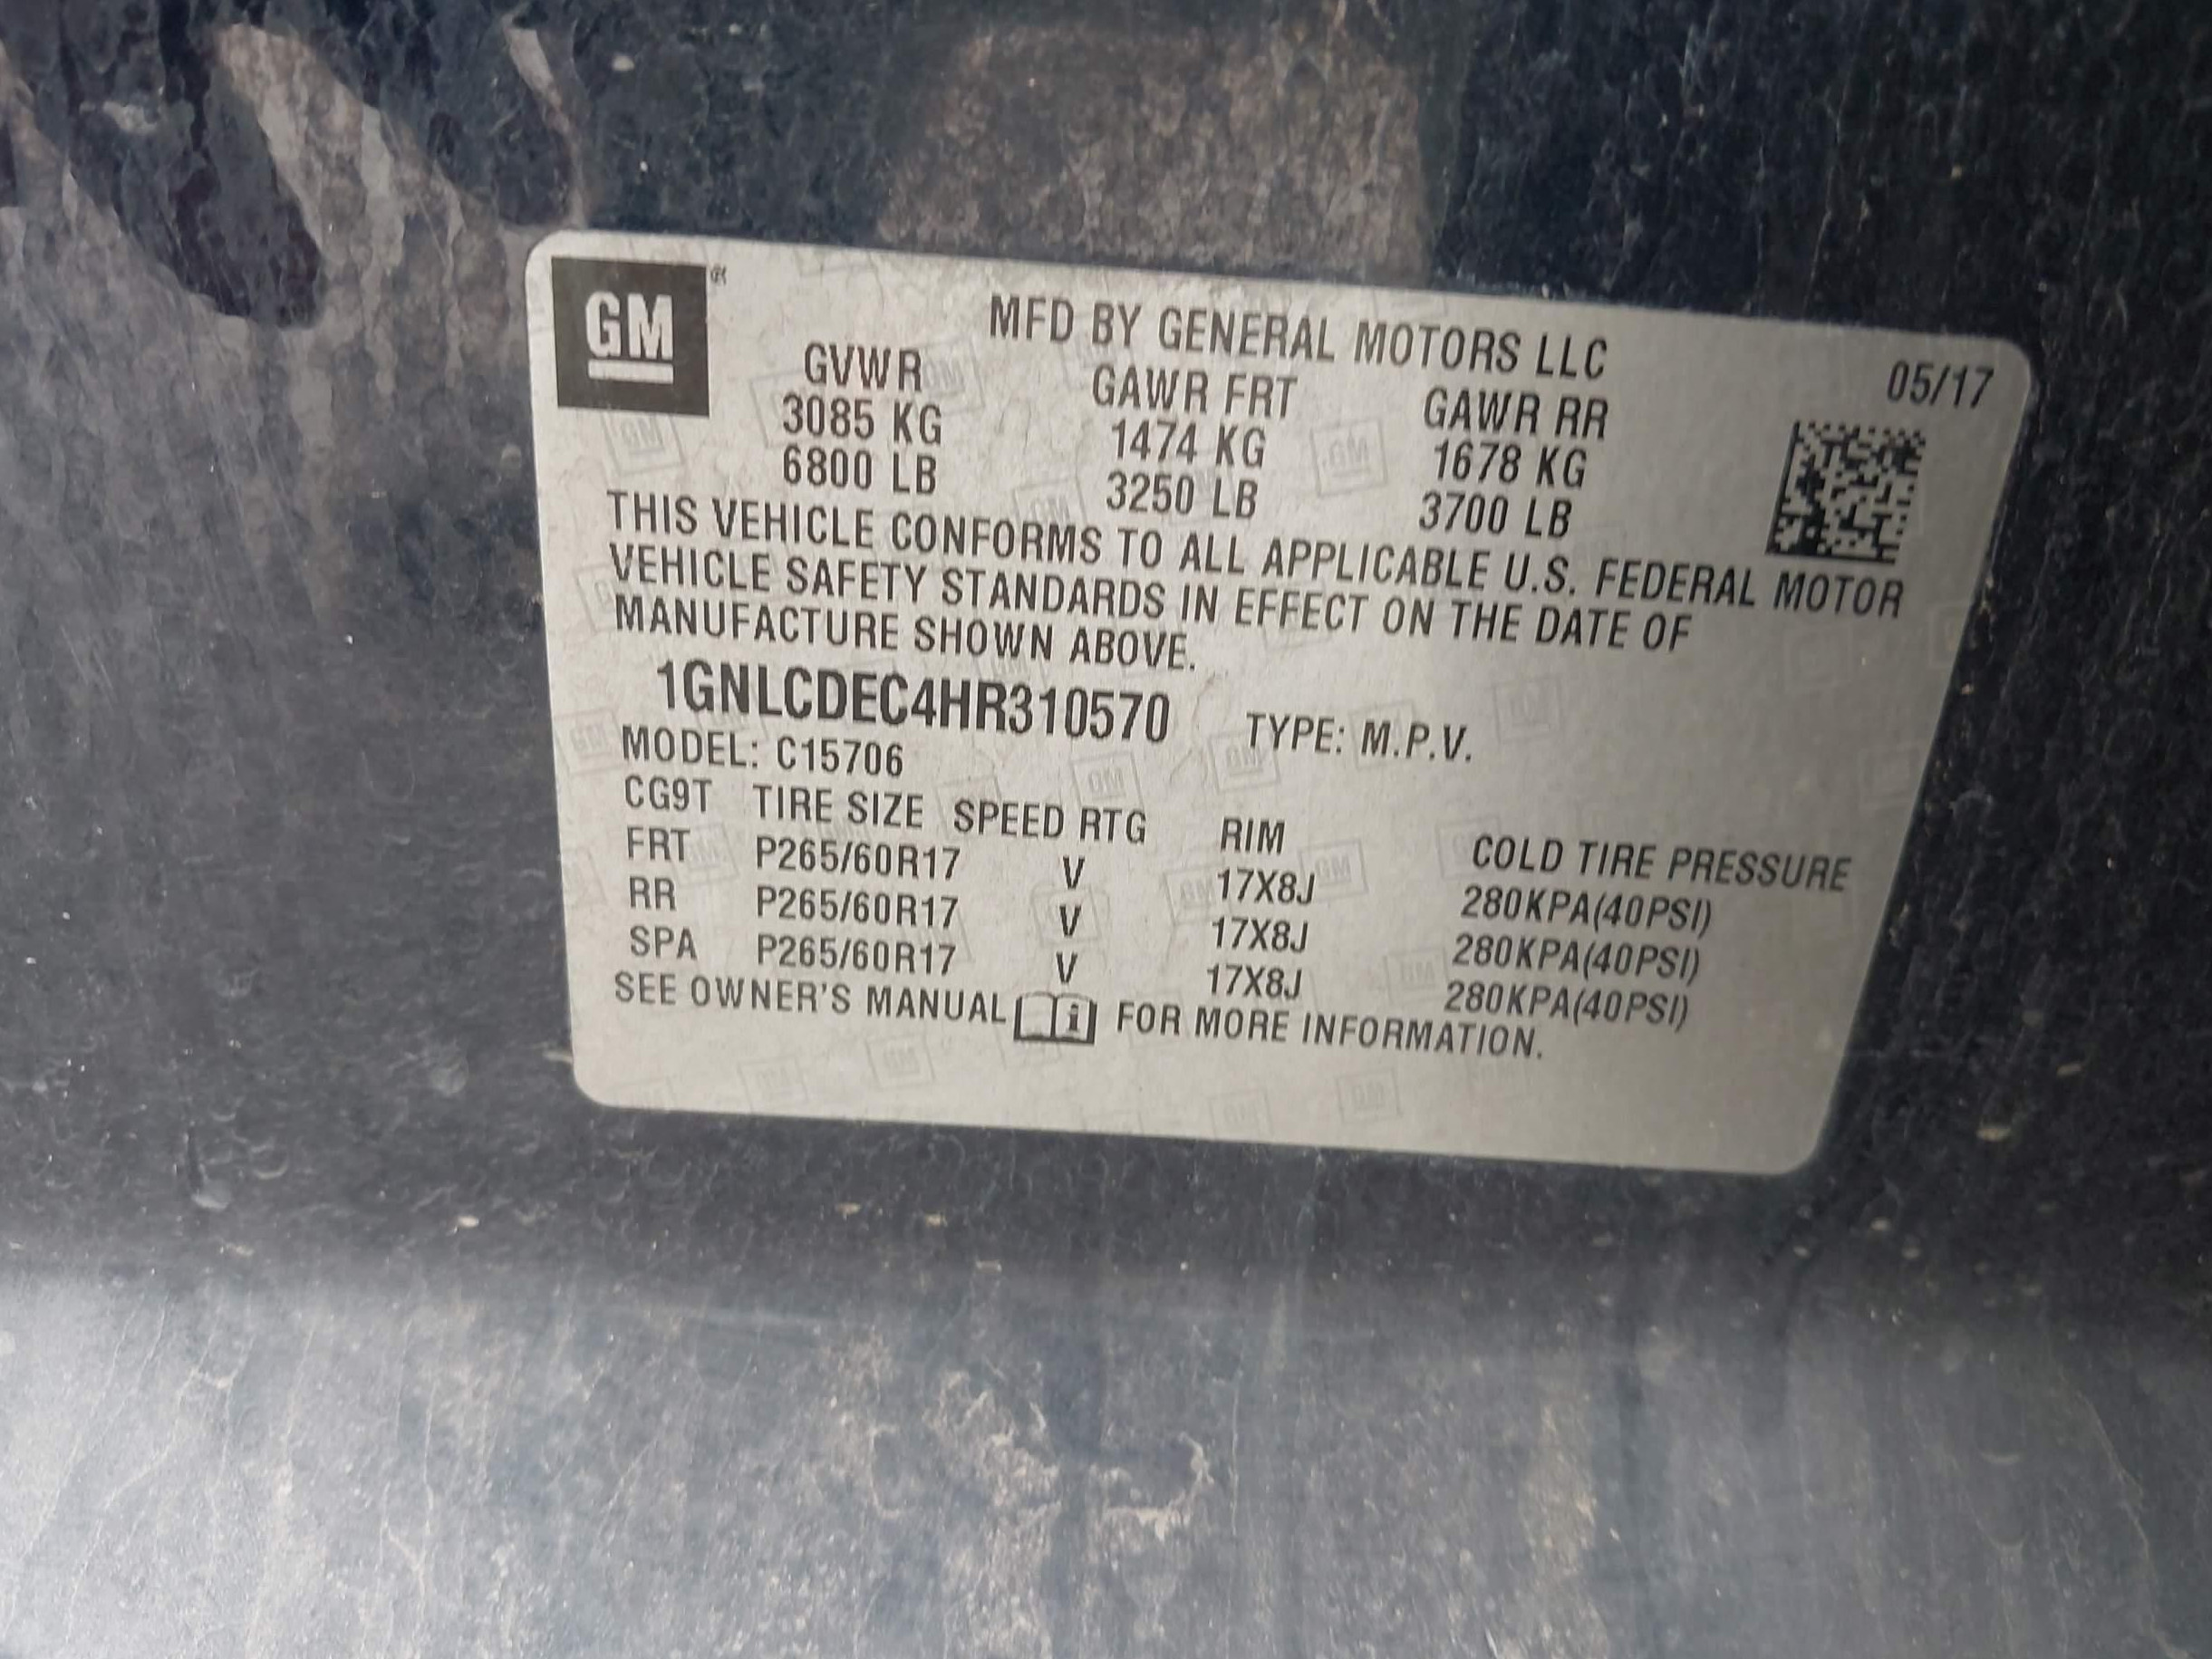 GM ®
MFD BY GENERAL MOTORS LLC
05/17
GVWR GAWR FRT GAWR RR
3085 KG 1474 KG 1678 KG
6800 LB 3250 LB 3700 LB
THIS VEHICLE CONFORMS TO ALL APPLICABLE U.S. FEDERAL MOTOR
VEHICLE SAFETY STANDARDS IN EFFECT ON THE DATE OF
MANUFACTURE SHOWN ABOVE.
1GNLCDEC4HR310570 TYPE: M.P.V.
MODEL: C15706
CG9T TIRE SIZE SPEED RTG RIM COLD TIRE PRESSURE
FRT P265/60R17 V 17X8J 280KPA(40PSI)
RR P265/60R17 V 17X8J 280KPA(40PSI)
SPA P265/60R17 V 17X8J 280KPA(40PSI)
SEE OWNER'S MANUAL i FOR MORE INFORMATION.